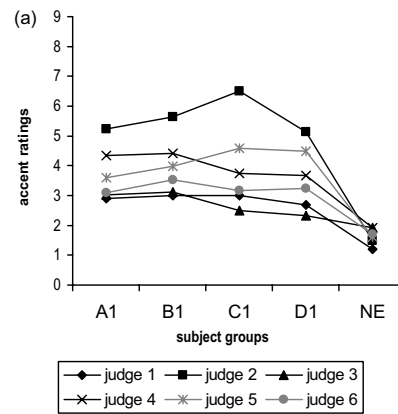 (a)
9
8
7
6
5
4
3
2
1
0
accent ratings
A1 B1 C1 D1 NE
subject groups
judge 1 judge 2 judge 3
judge 4 judge 5 judge 6